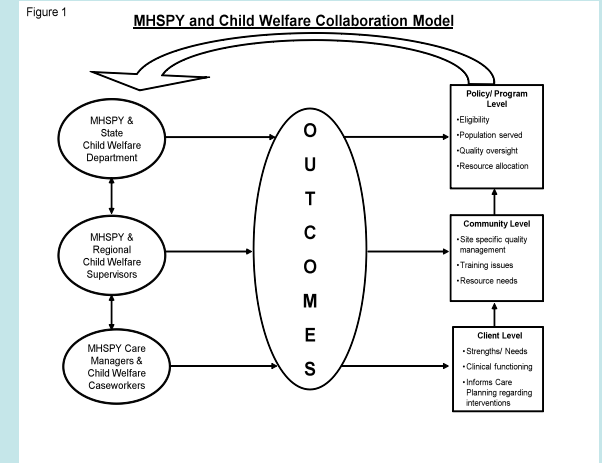 Figure 1
MHSPY and Child Welfare Collaboration Model
MHSPY &
State
Child Welfare
Department
MHSPY &
Regional
Child Welfare
Supervisors
MHSPY Care
Managers &
Child Welfare
Caseworkers
O
U
T
C
O
M
E
S
Policy/ Program
Level
•Eligibility
•Population served
•Quality oversight
•Resource allocation
Community Level
•Site specific quality
management
•Training issues
•Resource needs
Client Level
•Strengths/ Needs
•Clinical functioning
•Informs Care
Planning regarding
interventions